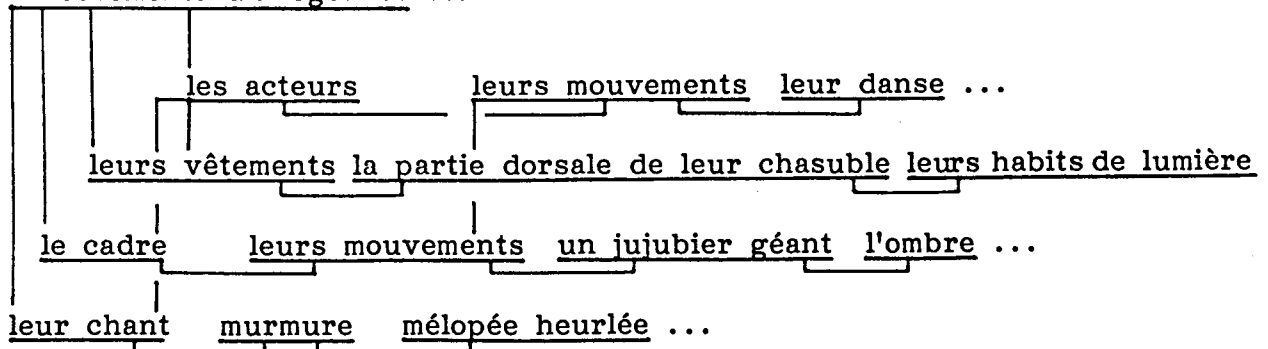 les acteurs leurs mouvements leur danse ...
leurs vêtements la partie dorsale de leur chasuble leurs habits de lumière
le cadre leurs mouvements un jujubier géant l'ombre ...
leur chant murmure mélopée heurlée ...